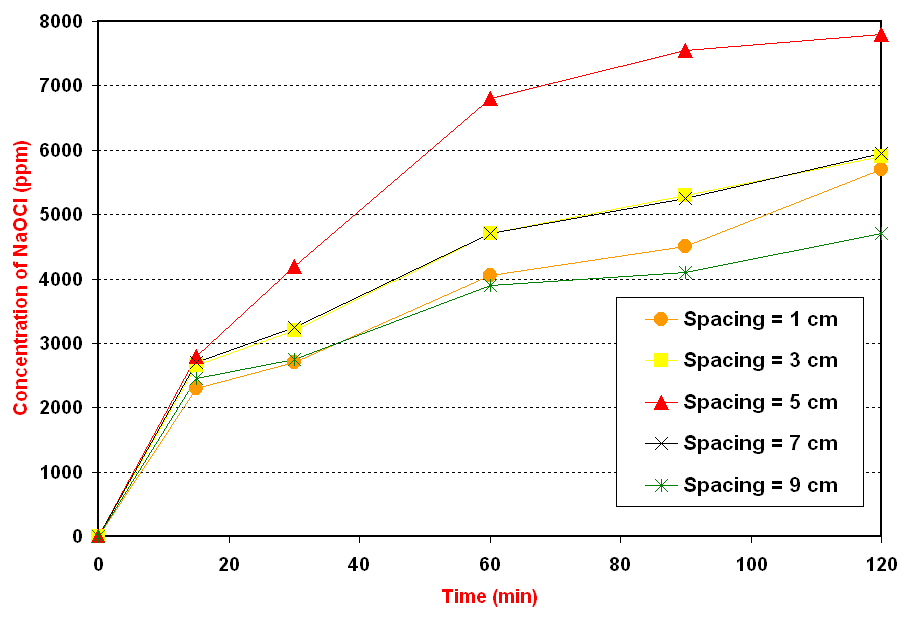 8000
7000
6000
5000
4000
3000
2000
1000
0
Concentration of NaOCl (ppm)
Spacing = 1 cm
Spacing = 3 cm
Spacing = 5 cm
Spacing = 7 cm
Spacing = 9 cm
0 20 40 60 80 100 120
Time (min)